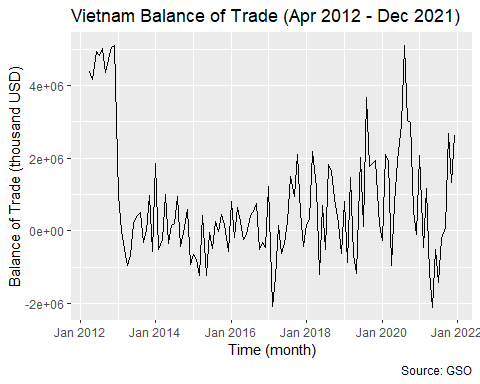 Vietnam Balance of Trade (Apr 2012 - Dec 2021)
Balance of Trade (thousand USD)
4e+06
2e+06
0e+00
-2e+06
Jan 2012 Jan 2014 Jan 2016 Jan 2018 Jan 2020 Jan 2022
Time (month)
Source: GSO